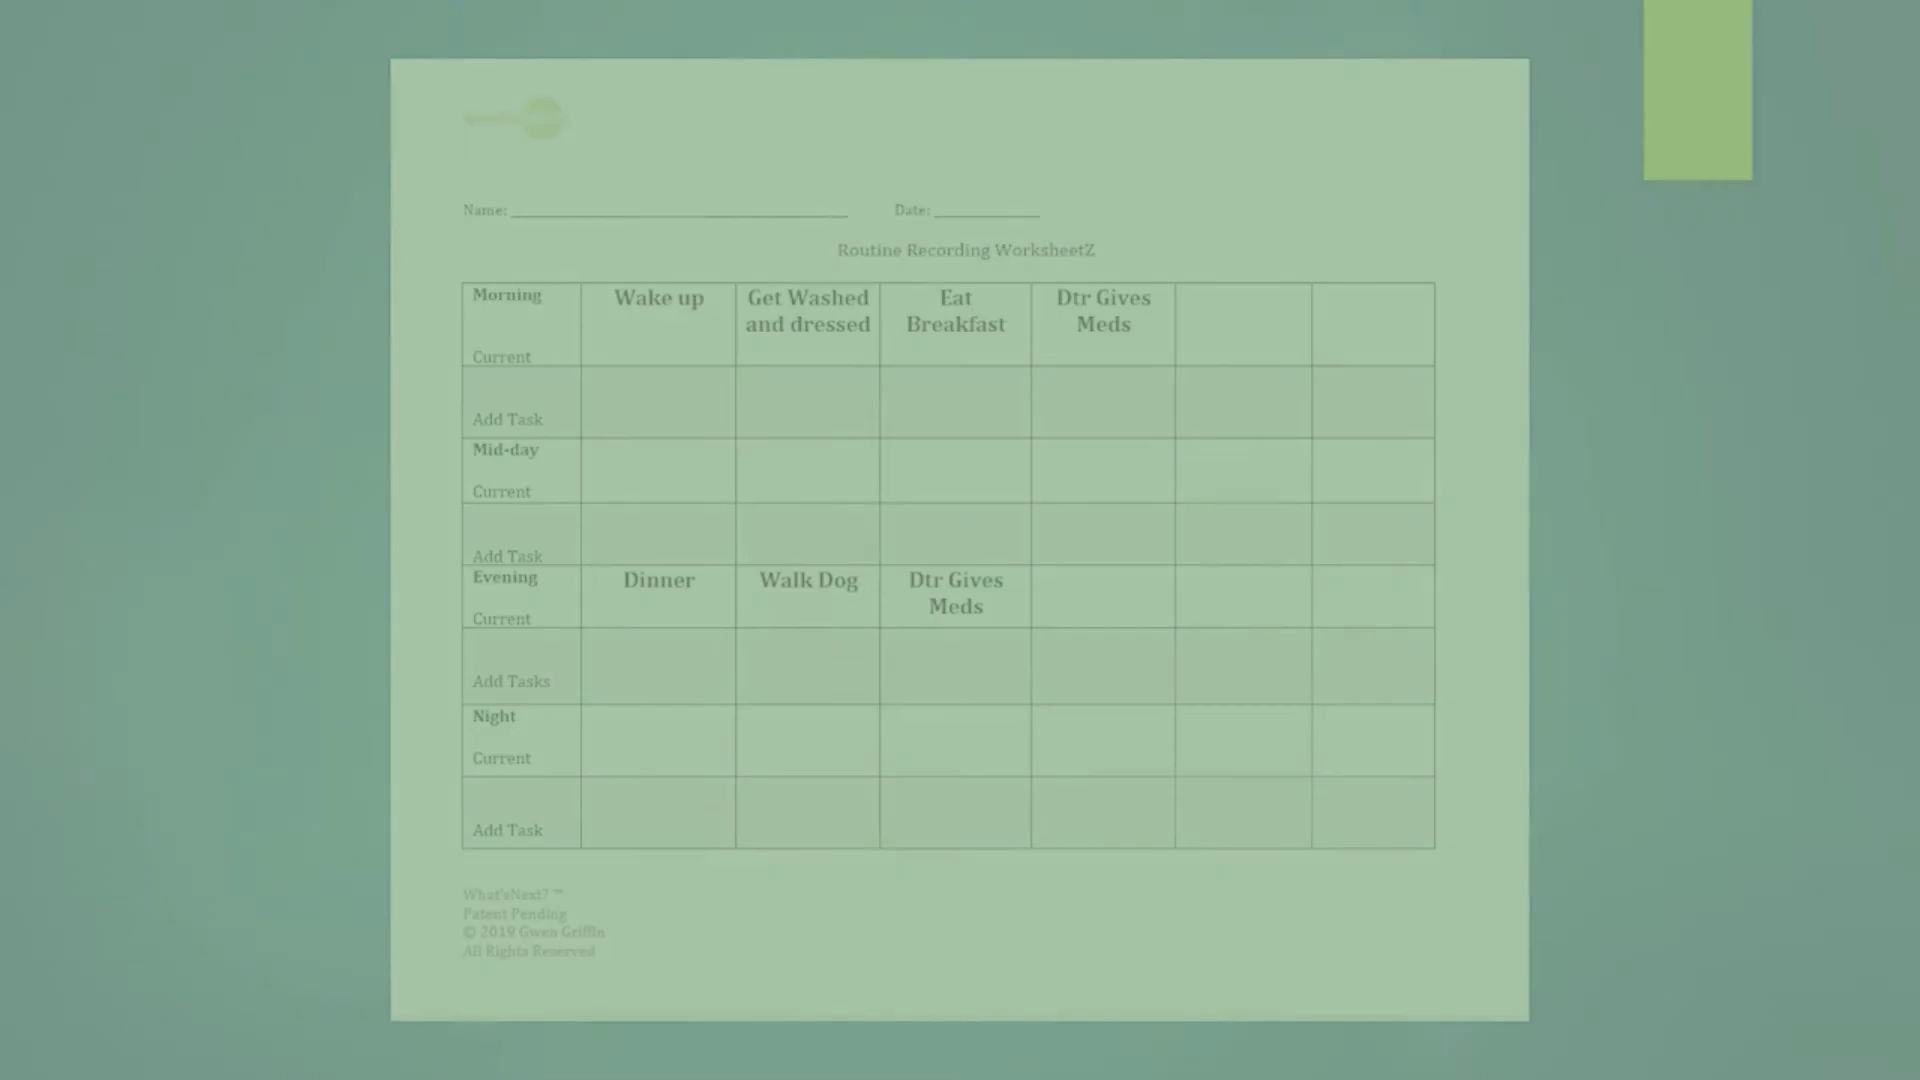 Name: Date:
Routine Recording WorksheetZ
Morning Wake up Get Washed Eat Dtr Gives
and dressed Breakfast Meds
Current
Add Task
Mid-day
Current
Add Task
Evening Dinner Walk Dog Dtr Gives
Meds
Current
Add Tasks
Night
Current
Add Task
What'sNext? ™
Patent Pending
© 2019 Gwen Griffin
All Rights Reserved